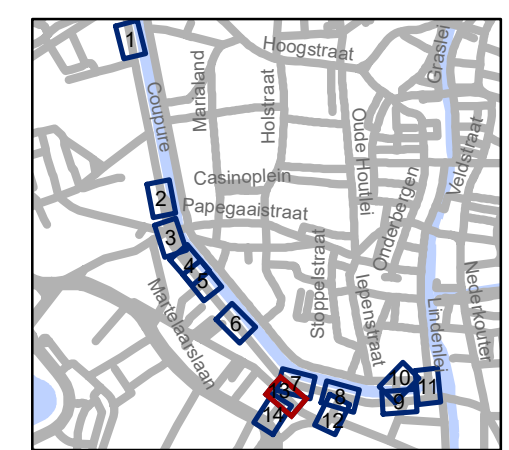 1
Hoogstraat
Graslei
Marialand
Holstraat
Coupure
Oude Houtlei
Veldstraat
Casinoplein
2
Papegaaistraat
Onderbergen
3
4
5
Stoppelstraat
Iepenstraat
Nederkouter
Martelaarslaan
6
Lindenlei
7
13
8
10
11
9
14
12